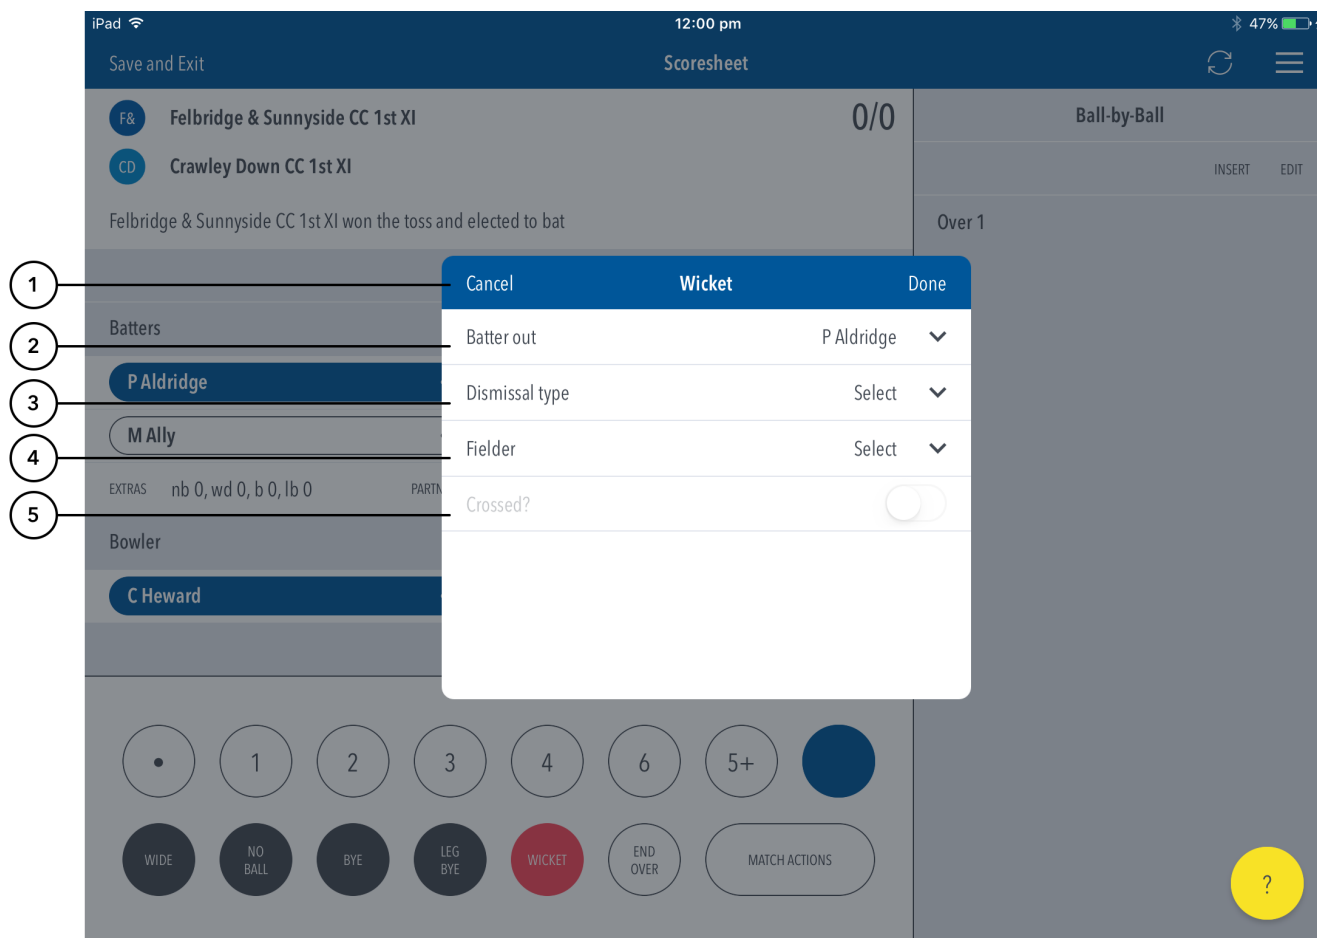 iPad 12:00 pm 47%
Save and Exit Scoresheet
F& Felbridge & Sunnyside CC 1st XI 0/0
Ball-by-Ball
CD Crawley Down CC 1st XI
INSERT EDIT
Felbridge & Sunnyside CC 1st XI won the toss and elected to bat
Over 1
1 Cancel Wicket Done
Batters
2 Batter out P Aldridge
P Aldridge
3 Dismissal type Select
M Ally
4 Fielder Select
EXTRAS nb 0, wd 0, b 0, lb 0
5 Crossed?
Bowler
C Heward
• 1 2 3 4 6 5+
WIDE NO BALL BYE LEG BYE WICKET END OVER MATCH ACTIONS
?